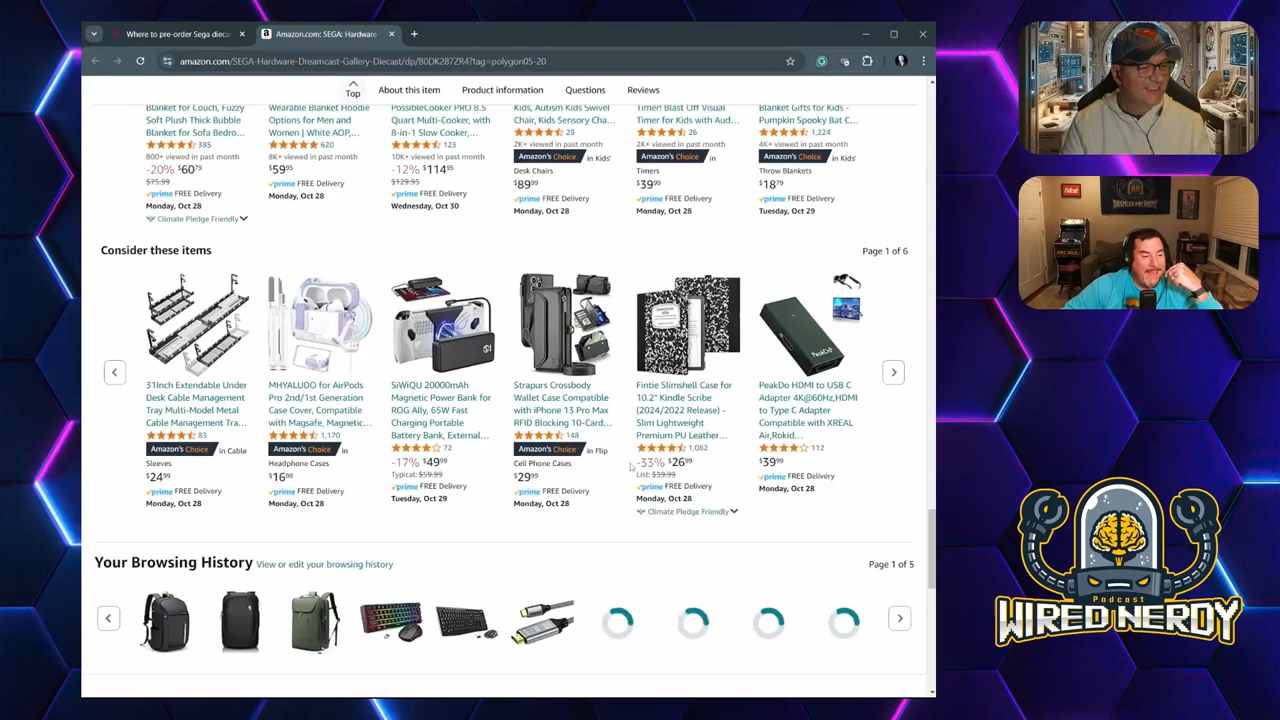 Where to pre-order Sega dieca
Amazon.com: SEGA: Hardware
amazon.com/SEGA-Hardware-Dreamcast-Gallery-Diecast/dp/B0DK287ZR4?tag=polygon05-20
Top
About this item
Product information
Questions
Reviews
Blanket for Couch, Fuzzy
Soft Plush Thick Bubble
Blanket for Sofa Bedro...
385
800+ viewed in past month
-20% $60 79
$75.99
prime FREE Delivery
Monday, Oct 28
Climate Pledge Friendly
Wearable Blanket Hoodie
Options for Men and
Women | White AOP,...
620
8K+ viewed in past month
$59 95
prime FREE Delivery
Monday, Oct 28
PossibleCooker PRO 8.5
Quart Multi-Cooker, with
8-in-1 Slow Cooker,...
123
10K+ viewed in past month
-12% $114 95
$129.95
prime FREE Delivery
Wednesday, Oct 30
Kids, Autism Kids Swivel
Chair, Kids Sensory Cha...
29
2K+ viewed in past month
Amazon's Choice in Kids'
Desk Chairs
$89 99
prime FREE Delivery
Monday, Oct 28
Timer! Blast Off Visual
Timer for Kids with Aud...
26
2K+ viewed in past month
Amazon's Choice in
Timers
$39 99
prime FREE Delivery
Monday, Oct 28
Blanket Gifts for Kids -
Pumpkin Spooky Bat C...
1,224
4K+ viewed in past month
Amazon's Choice in Kids'
Throw Blankets
$18 79
prime FREE Delivery
Tuesday, Oct 29
Consider these items
Page 1 of 6
31Inch Extendable Under
Desk Cable Management
Tray Multi-Model Metal
Cable Management Tra...
83
Amazon's Choice in Cable
Sleeves
$24 99
prime FREE Delivery
Monday, Oct 28
MHYALUDO for AirPods
Pro 2nd/1st Generation
Case Cover, Compatible
with Magsafe, Magnetic...
1,170
Amazon's Choice in
Headphone Cases
$16 98
prime FREE Delivery
Monday, Oct 28
SiWiQU 20000mAh
Magnetic Power Bank for
ROG Ally, 65W Fast
Charging Portable
Battery Bank, External...
72
-17% $49 99
Typical: $59.99
prime FREE Delivery
Tuesday, Oct 29
Strapurs Crossbody
Wallet Case Compatible
with iPhone 13 Pro Max
RFID Blocking 10-Card...
148
Amazon's Choice in Flip
Cell Phone Cases
$29 99
prime FREE Delivery
Monday, Oct 28
Fintie Slimshell Case for
10.2" Kindle Scribe
(2024/2022 Release) -
Slim Lightweight
Premium PU Leather...
1,082
-33% $26 99
List: $39.99
prime FREE Delivery
Monday, Oct 28
Climate Pledge Friendly
PeakDo HDMI to USB C
Adapter 4K@60Hz,HDMI
to Type C Adapter
Compatible with XREAL
Air,Rokid...
112
$39 99
prime FREE Delivery
Monday, Oct 28
Your Browsing History
View or edit your browsing history
Page 1 of 5
Fallout
WIRED NERDY
Podcast
WIRED NERDY